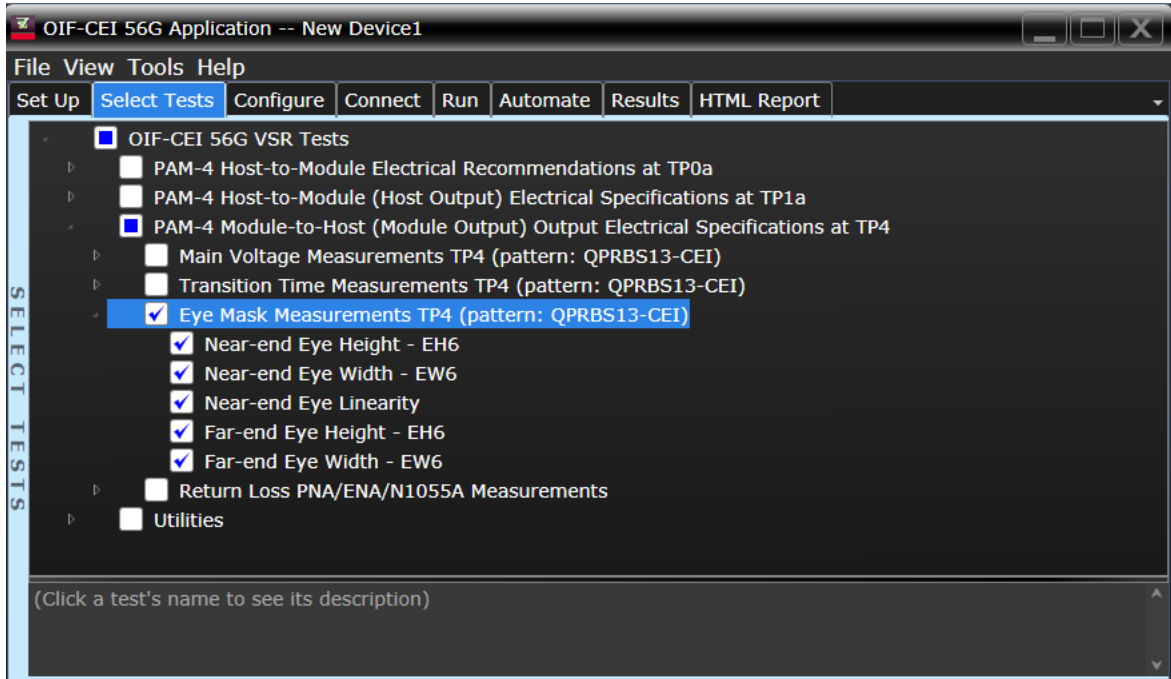 OIF-CEI 56G Application -- New Device1
File View Tools Help
Set Up Select Tests Configure Connect Run Automate Results HTML Report
SELECT TESTS
OIF-CEI 56G VSR Tests
PAM-4 Host-to-Module Electrical Recommendations at TP0a
PAM-4 Host-to-Module (Host Output) Electrical Specifications at TP1a
PAM-4 Module-to-Host (Module Output) Output Electrical Specifications at TP4
Main Voltage Measurements TP4 (pattern: QPRBS13-CEI)
Transition Time Measurements TP4 (pattern: QPRBS13-CEI)
Eye Mask Measurements TP4 (pattern: QPRBS13-CEI)
Near-end Eye Height - EH6
Near-end Eye Width - EW6
Near-end Eye Linearity
Far-end Eye Height - EH6
Far-end Eye Width - EW6
Return Loss PNA/ENA/N1055A Measurements
Utilities
(Click a test's name to see its description)